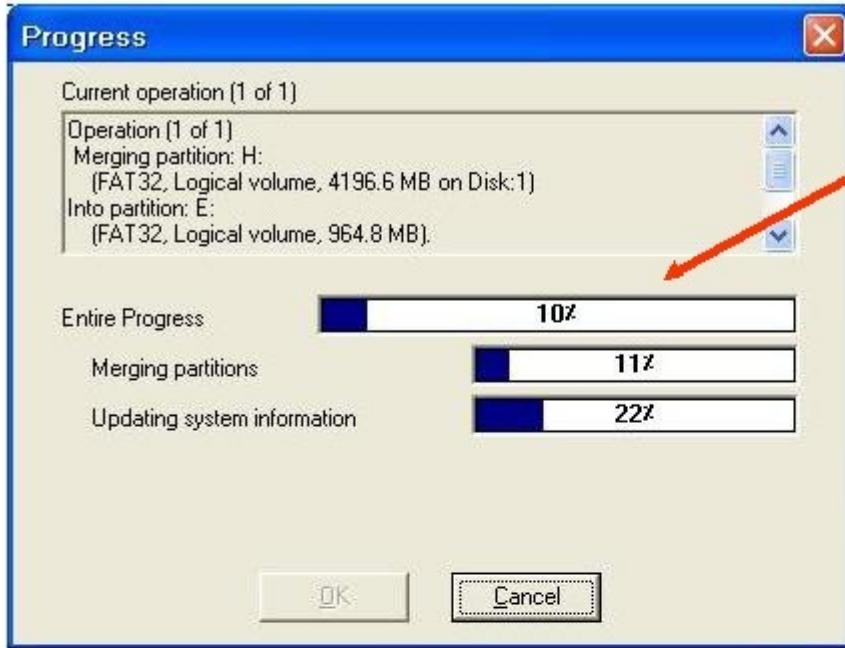 Progress
Current operation (1 of 1)
Operation (1 of 1)
Merging partition: H:
(FAT32, Logical volume, 4196.6 MB on Disk:1)
Into partition: E:
(FAT32, Logical volume, 964.8 MB).
Entire Progress 10%
Merging partitions 11%
Updating system information 22%
OK Cancel